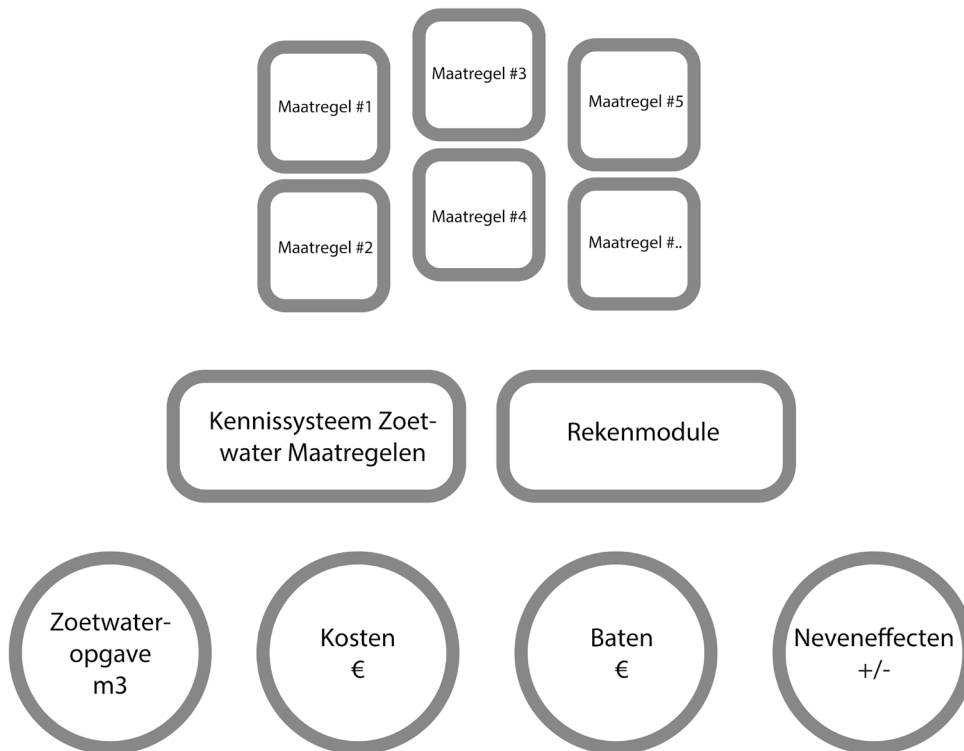 Maatregel #1
Maatregel #3
Maatregel #5
Maatregel #2
Maatregel #4
Maatregel #..
Kennissysteem Zoet-
water Maatregelen
Rekenmodule
Zoetwater-
opgave
m3
Kosten
€
Baten
€
Neveneffecten
+/-